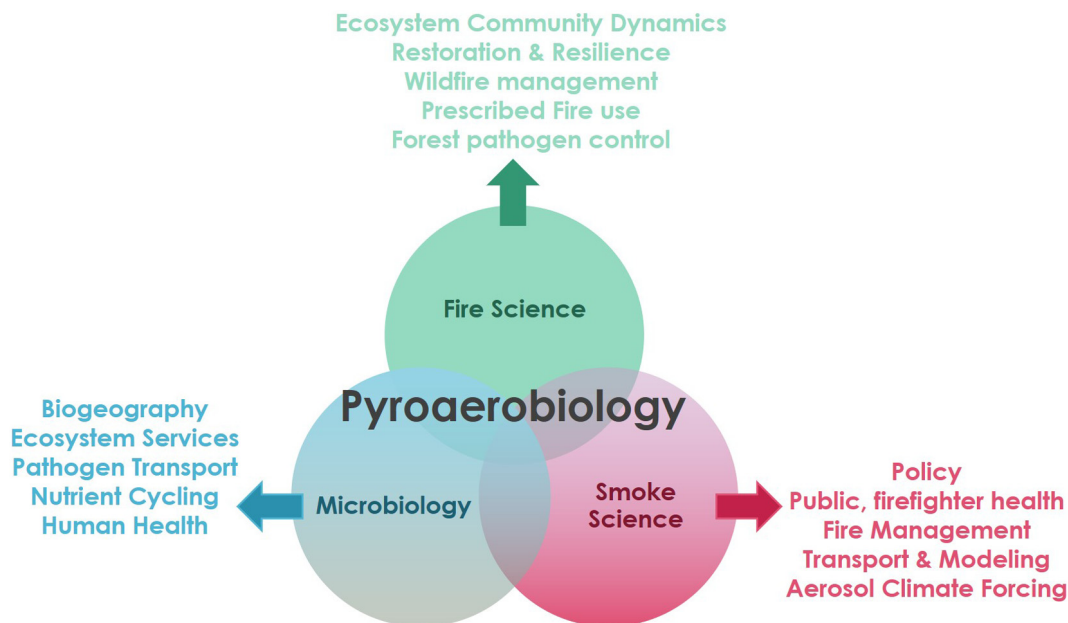 Ecosystem Community Dynamics
Restoration & Resilience
Wildfire management
Prescribed Fire use
Forest pathogen control
Fire Science
Pyroaerobiology
Biogeography
Ecosystem Services
Pathogen Transport
Nutrient Cycling
Human Health
Microbiology
Smoke
Science
Policy
Public, firefighter health
Fire Management
Transport & Modeling
Aerosol Climate Forcing